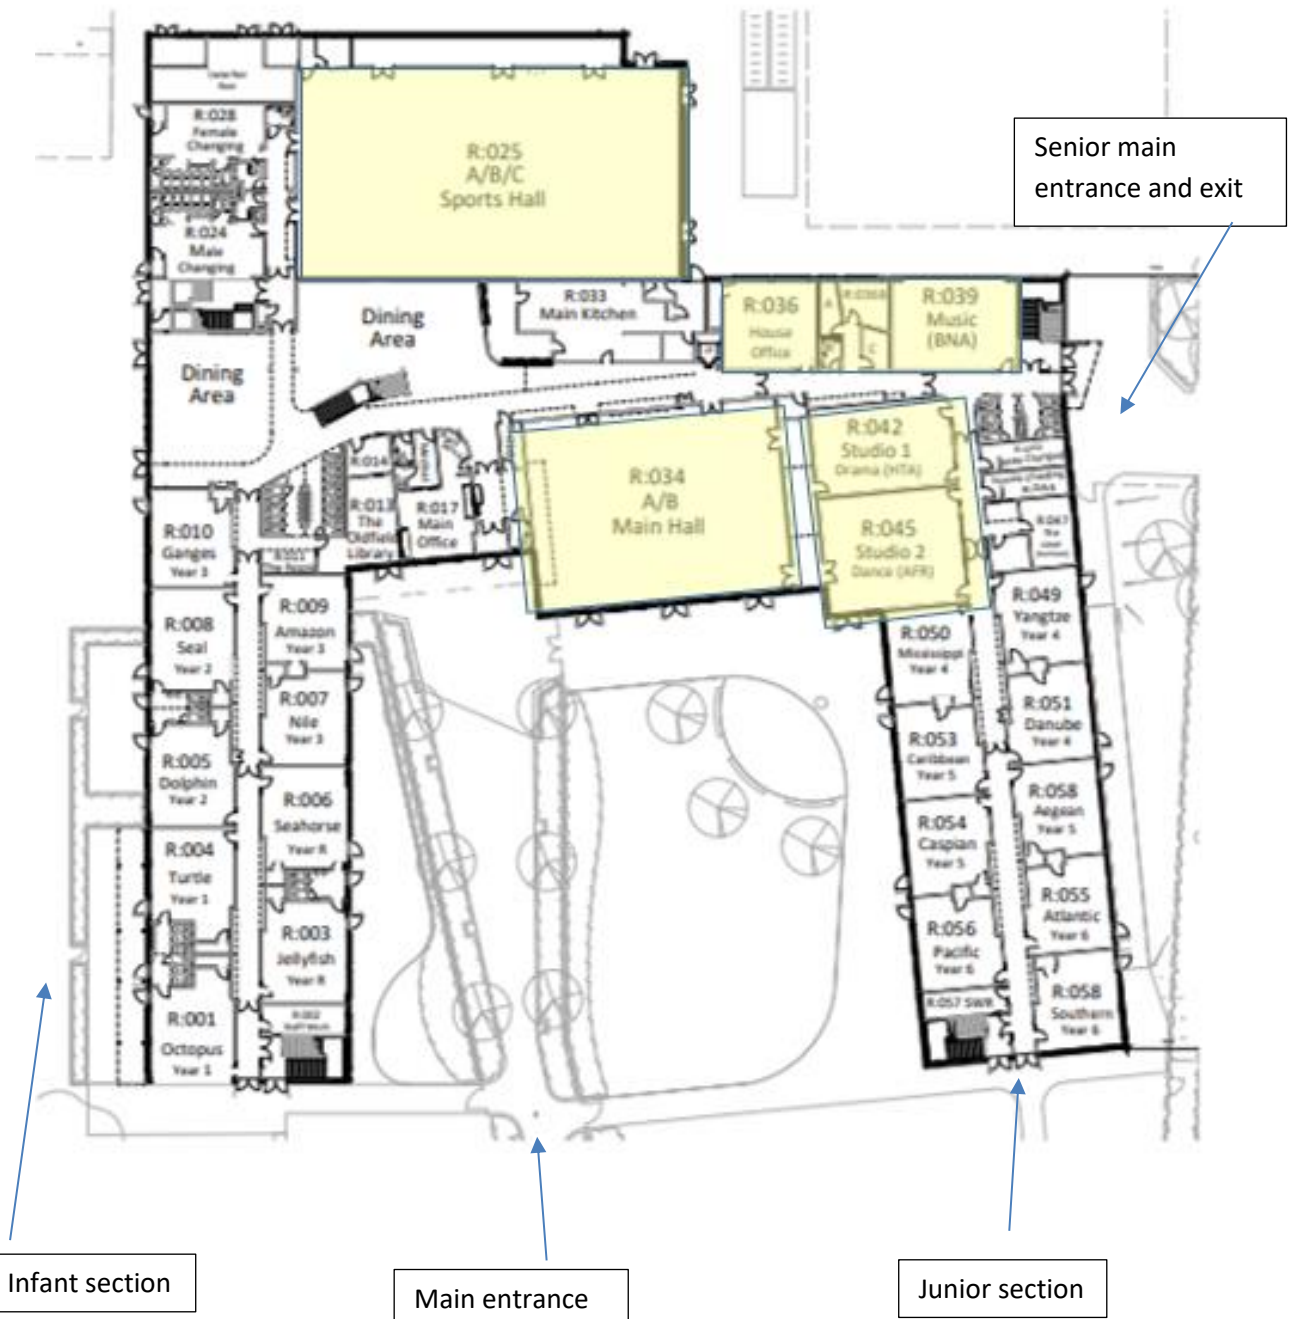 Senior main
entrance and exit
R:028
Female
Changing
R:025
A/B/C
Sports Hall
R:024
Male
Changing
R:033
Main Kitchen
Dining
Area
Dining
Area
R:036
House
Office
A
C
R:039
Music
(BNA)
R:042
Studio 1
Drama (HTA)
R:034
A/B
Main Hall
R:045
Studio 2
Dance (AFR)
R:014
R:013
The
Oldfield
Library
R:017
Main
Office
R:010
Ganges
Year 3
R:047
R:009
Amazon
Year 3
R:008
Seal
Year 2
R:049
Yangtze
Year 4
R:050
Mississippi
Year 4
R:007
Nile
Year 3
R:051
Danube
Year 4
R:005
Dolphin
Year 2
R:053
Caribbean
Year 5
R:006
Seahorse
Year R
R:058
Aegean
Year 5
R:004
Turtle
Year 1
R:054
Caspian
Year 5
R:055
Atlantic
Year 6
R:003
Jellyfish
Year R
R:056
Pacific
Year 6
R:057 SWR
R:058
Southern
Year 6
R:001
Octopus
Year 1
R:002
Infant section
Main entrance
Junior section